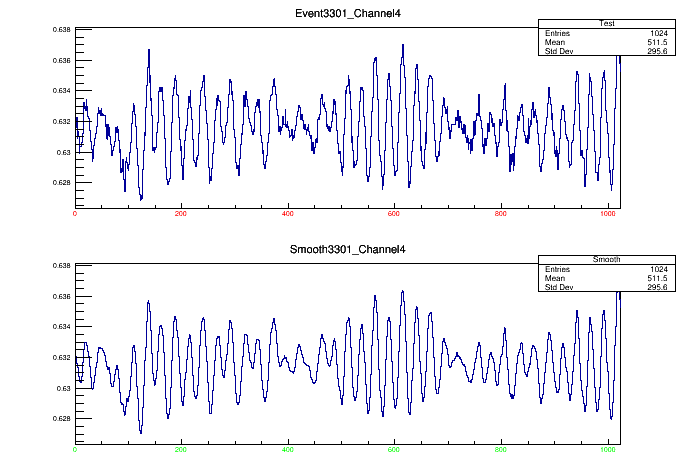 Event3301_Channel4
Test
Entries 1024
Mean 511.5
Std Dev 295.6
0.638
0.636
0.634
0.632
0.63
0.628
0 200 400 600 800 1000
Smooth3301_Channel4
Smooth
Entries 1024
Mean 511.5
Std Dev 295.6
0.638
0.636
0.634
0.632
0.63
0.628
0 200 400 600 800 1000